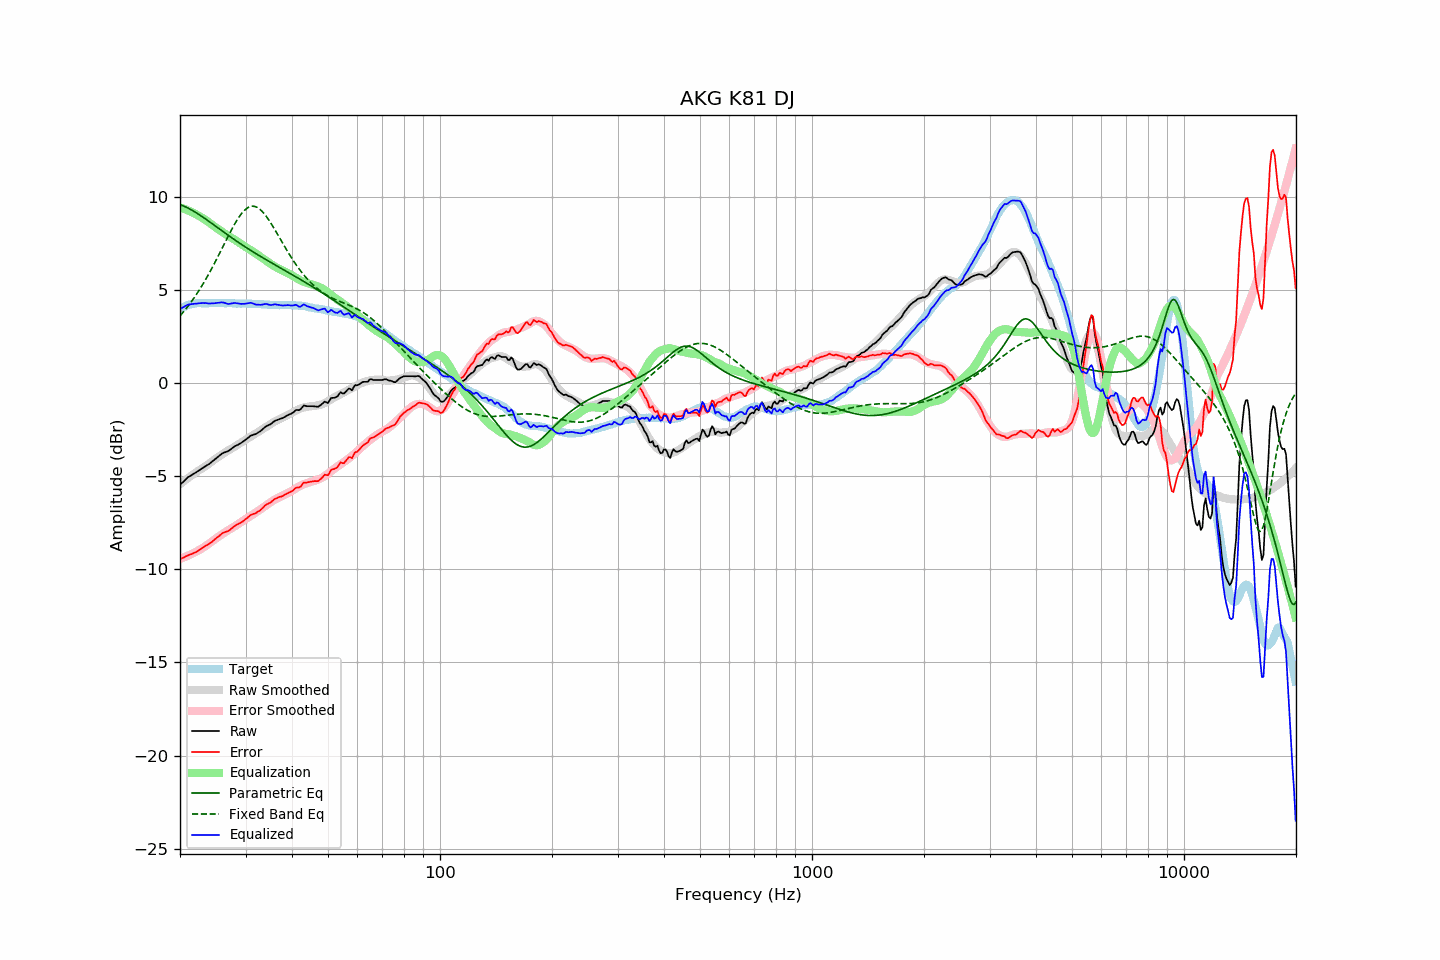 AKG K81 DJ
Amplitude (dBr)
10
5
0
−5
−10
−15
−20
−25
Target
Raw Smoothed
Error Smoothed
Raw
Error
Equalization
Parametric Eq
Fixed Band Eq
Equalized
100
1000
10000
Frequency (Hz)